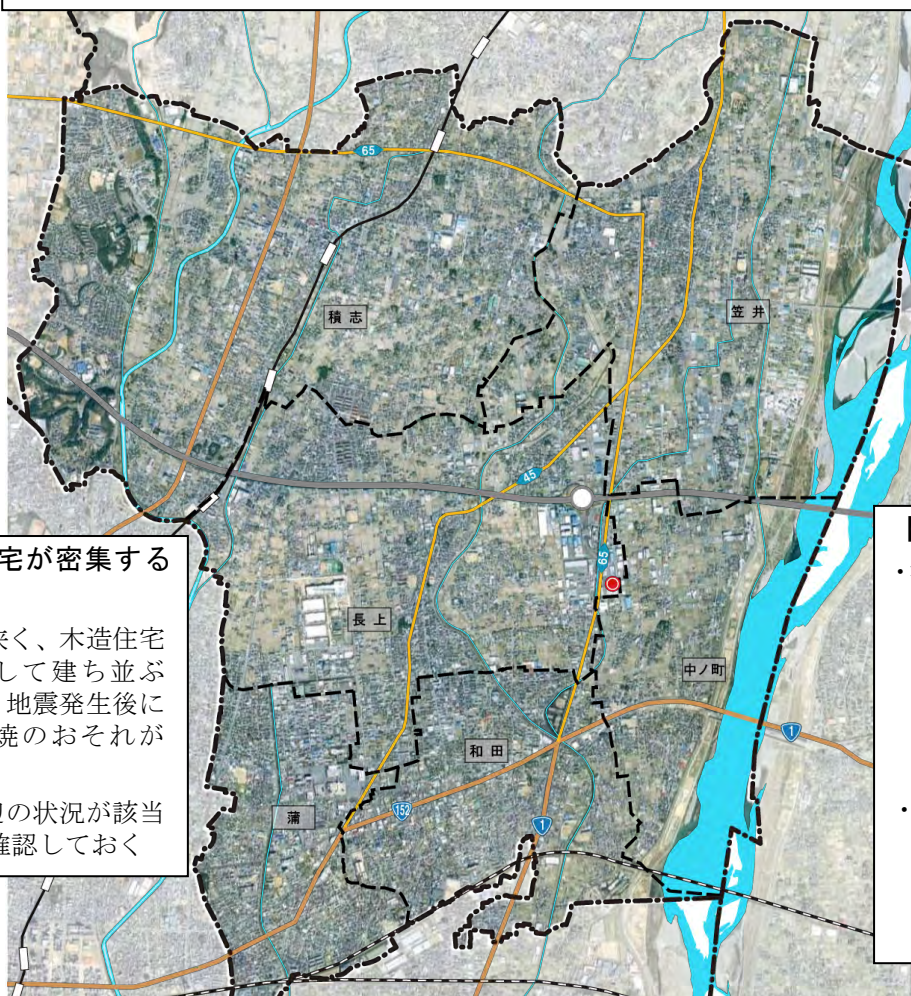 65
積志
笠井
45
65
宅が密集する
狭く、木造住宅
して建ち並ぶ
地震発生後に
焼のおそれが
辺の状況が該当
確認しておく
長上
中ノ町
和田
1
152
蒲
1